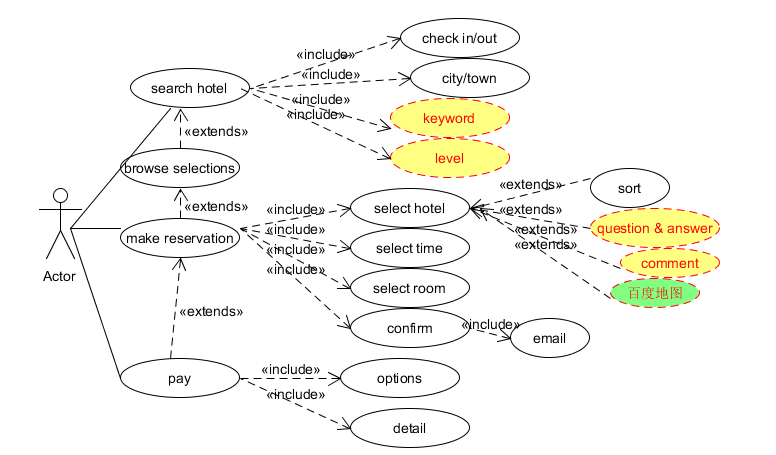 check in/out
«include»
«include»
city/town
search hotel
«include»
keyword
«include»
«extends»
level
browse selections
«extends»
sort
«extends»
«include»
select hotel
«extends»
question & answer
Actor
make reservation
«include»
select time
«extends»
«extends»
comment
«include»
«include»
select room
百度地图
«extends»
confirm
«include»
email
pay
«include»
options
«include»
detail